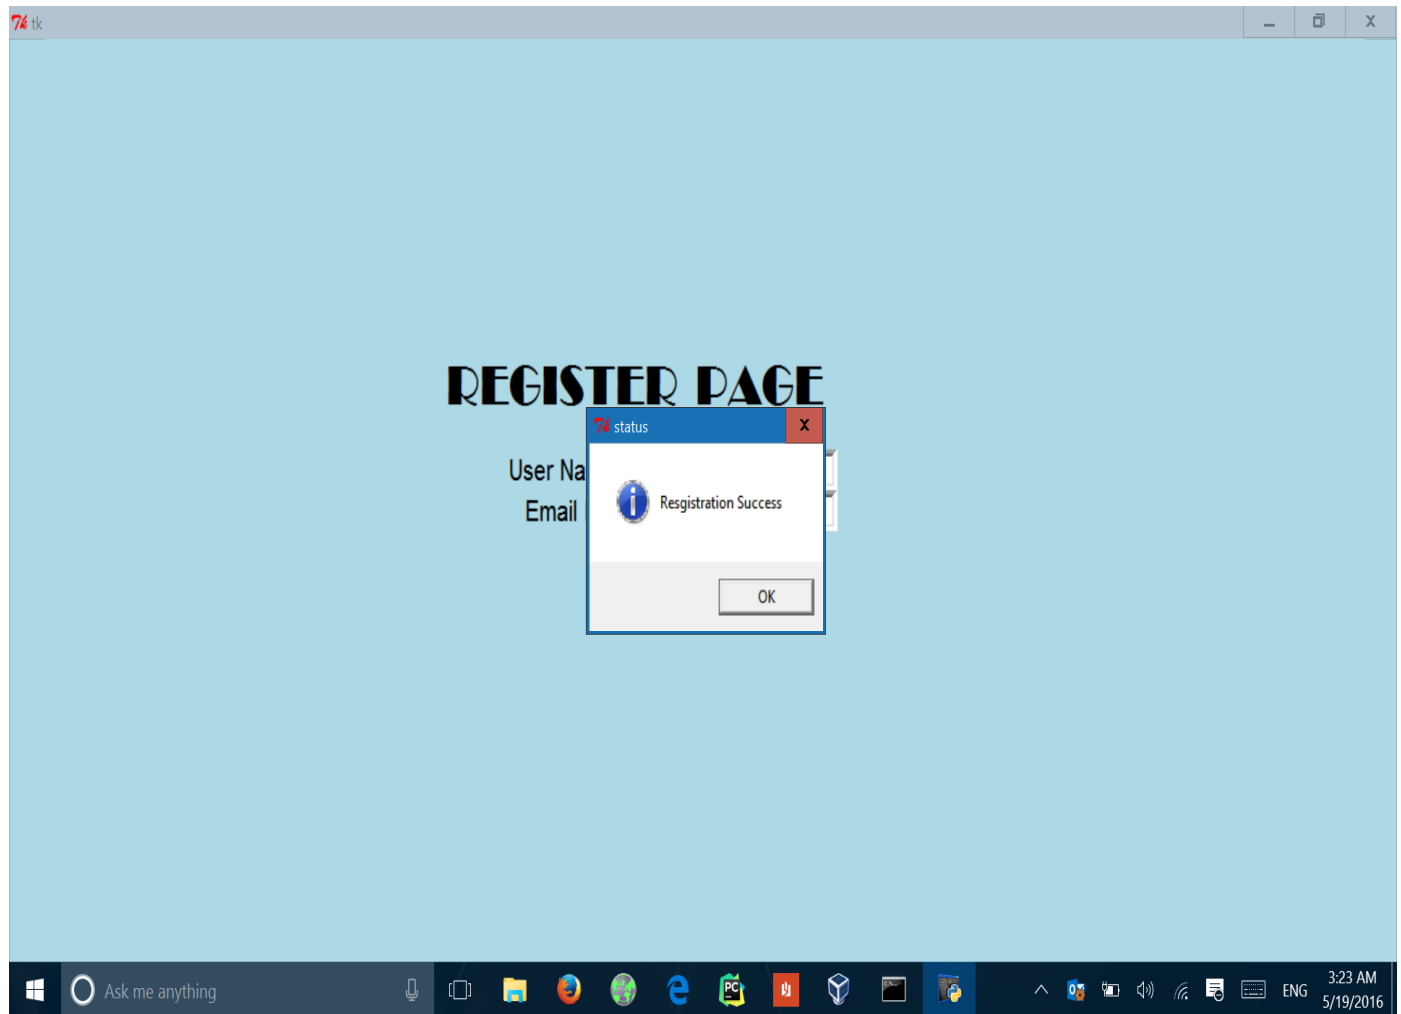 tk
REGISTER PAGE
status
User Na
Email
Resgistration Success
OK
Ask me anything
ENG
3:23 AM
5/19/2016